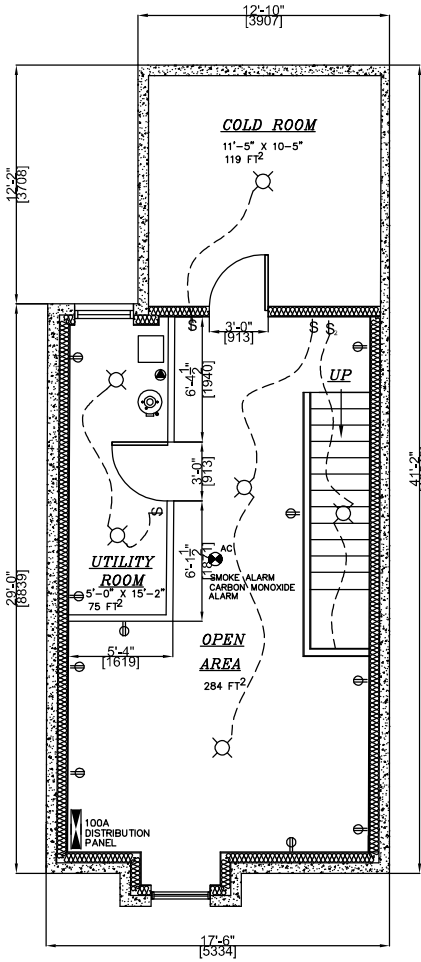 12'-10"
[3907]
COLD ROOM
11'-5" X 10-5"
119 FT2
12'-2"
[3708]
S
3'-0"
[913]
S
S2
6'-4 1/2"
[1940]
UP
41'-2"
3'-0"
[913]
S
AC
6'-1 1/2"
SMOKE ALARM
CARBON MONOXIDE
ALARM
UTILITY
ROOM
5'-0" X 15'-2"
75 FT2
29'-0"
[8839]
OPEN
AREA
284 FT2
5'-4"
[1619]
100A
DISTRIBUTION
PANEL
17'-6"
[5334]